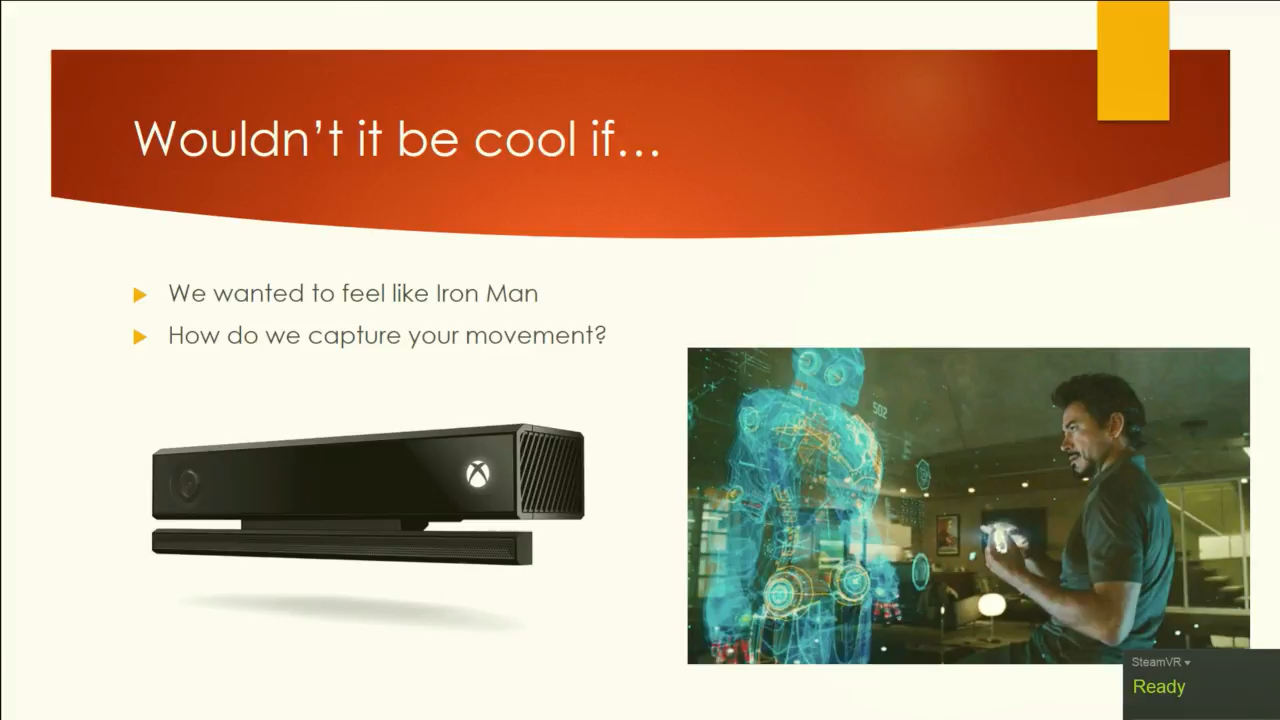 Wouldn't it be cool if...
We wanted to feel like Iron Man
How do we capture your movement?
502
SteamVR
Ready